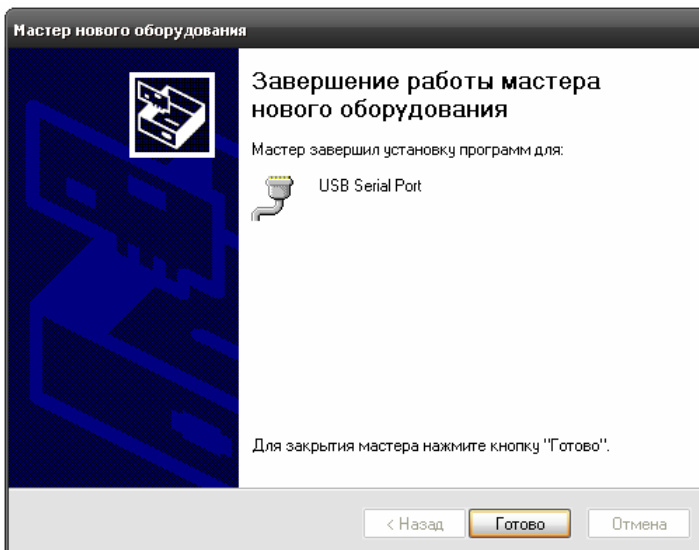 Мастер нового оборудования
Завершение работы мастера
нового оборудования
Мастер завершил установку программ для:
USB Serial Port
Для закрытия мастера нажмите кнопку "Готово".
< Назад
Готово
Отмена